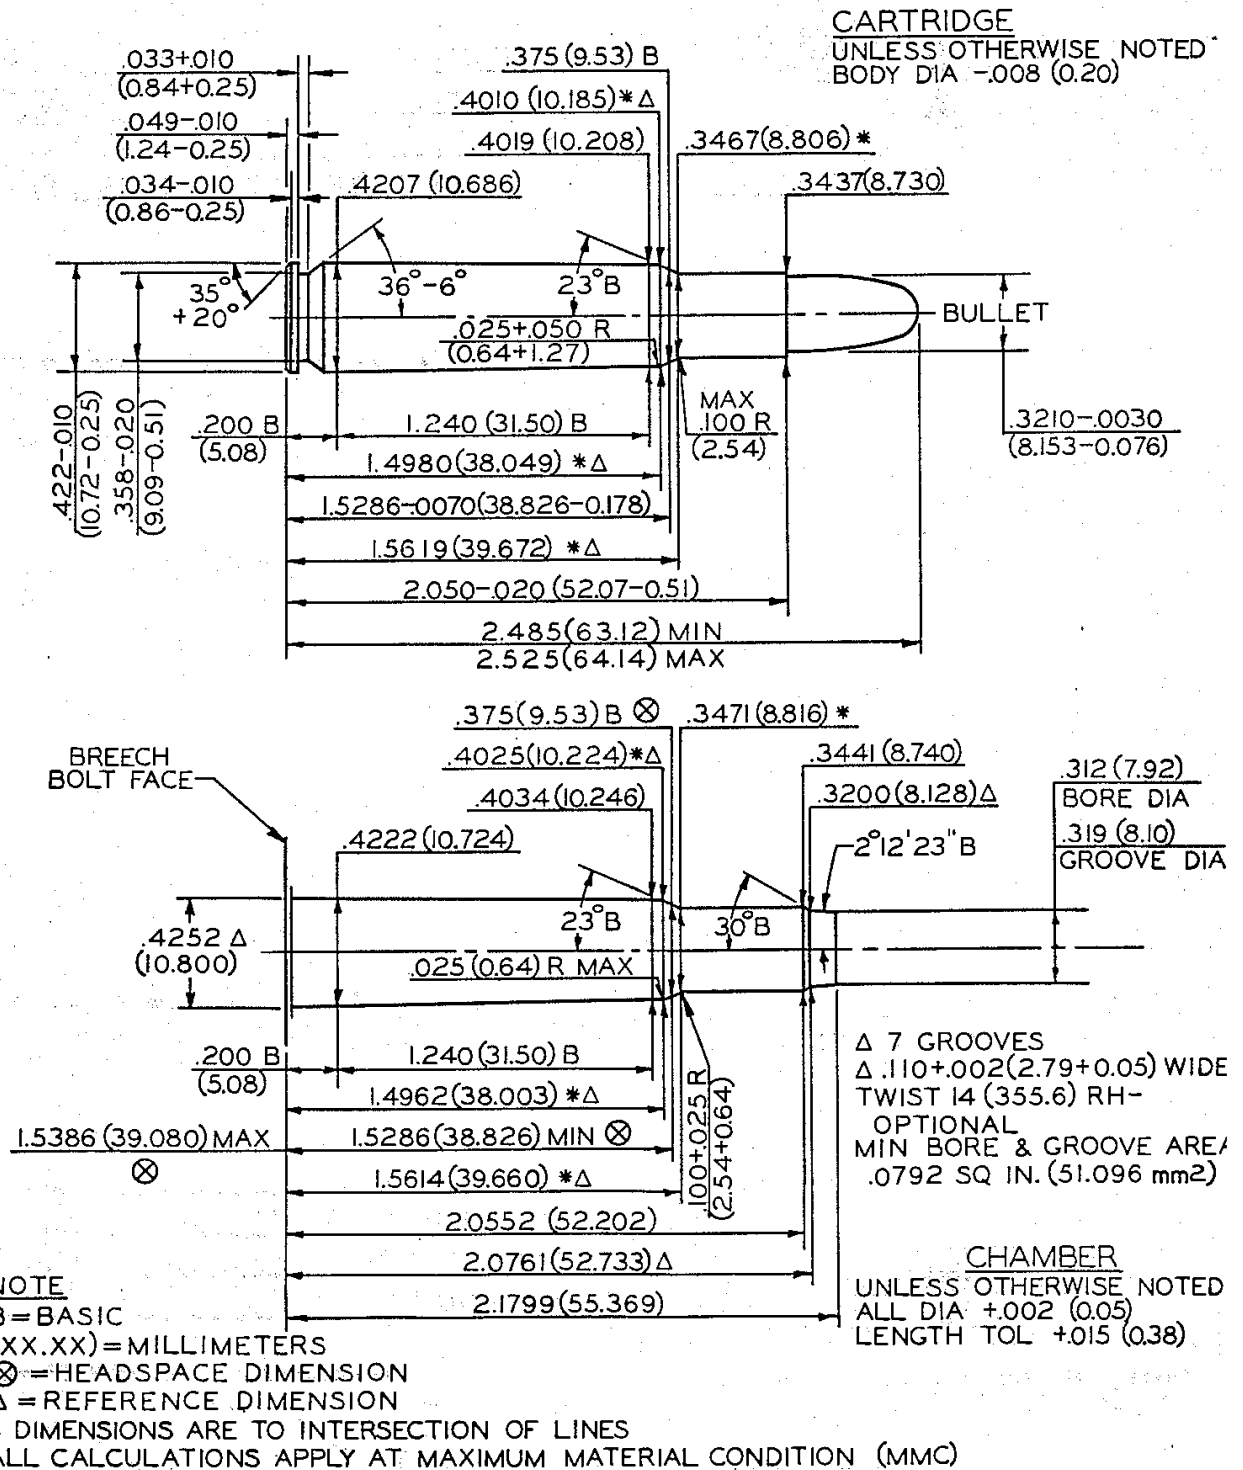 CARTRIDGE
UNLESS OTHERWISE NOTED
BODY DIA -.008 (0.20)
.033+.010
(0.84+0.25)
.049-.010
(1.24-0.25)
.034-.010
(0.86-0.25)
.375 (9.53) B
.4010 (10.185)*Δ
.4019 (10.208)
.3467(8.806) *
.4207 (10.686)
.3437(8.730)
35°
+20°
36°-6°
23°B
BULLET
.025+.050 R
(0.64+1.27)
.422-.010
(10.72-0.25)
.358-.020
(9.09-0.51)
MAX
.100 R
(2.54)
.3210-.0030
(8.153-0.076)
.200 B
(5.08)
1.240 (31.50) B
1.4980(38.049) *Δ
1.5286-.0070(38.826-0.178)
1.5619(39.672) *Δ
2.050-.020 (52.07-0.51)
2.485(63.12) MIN
2.525(64.14) MAX
.375(9.53) B ⊗
.3471(8.816) *
BREECH
BOLT FACE
.4025(10.224)*Δ
.3441 (8.740)
.312 (7.92)
BORE DIA
.4034(10.246)
.3200(8.128)Δ
.319 (8.10)
GROOVE DIA
.4222(10.724)
2°12'23"B
.4252 Δ
(10.800)
23°B
30°B
.025(0.64) R MAX
.200 B
(5.08)
1.240(31.50) B
1.4962(38.003) *Δ
1.5386(39.080)MAX
⊗
1.5286(38.826) MIN ⊗
1.5614(39.660) *Δ
.100+.025 R
(2.54+0.64)
2.0552 (52.202)
2.0761(52.733)Δ
2.1799(55.369)
Δ 7 GROOVES
Δ .110+.002(2.79+0.05) WIDE
TWIST 14 (355.6) RH-
OPTIONAL
MIN BORE & GROOVE AREA
.0792 SQ IN. (51.096 mm2)
CHAMBER
UNLESS OTHERWISE NOTED
ALL DIA +.002 (0.05)
LENGTH TOL +.015 (0.38)
NOTE
B=BASIC
(XX.XX)=MILLIMETERS
⊗=HEADSPACE DIMENSION
Δ=REFERENCE DIMENSION
DIMENSIONS ARE TO INTERSECTION OF LINES
ALL CALCULATIONS APPLY AT MAXIMUM MATERIAL CONDITION (MMC)